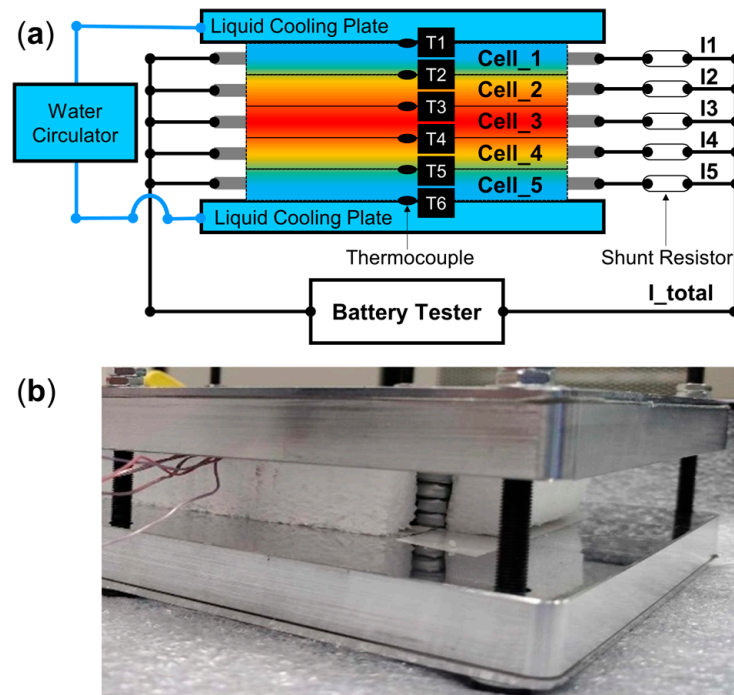 (a)
Liquid Cooling Plate
T1
Cell_1
I1
T2
Cell_2
I2
Water
Circulator
T3
Cell_3
I3
T4
Cell_4
I4
T5
Cell_5
I5
T6
Liquid Cooling Plate
Thermocouple
Shunt Resistor
I_total
Battery Tester
(b)